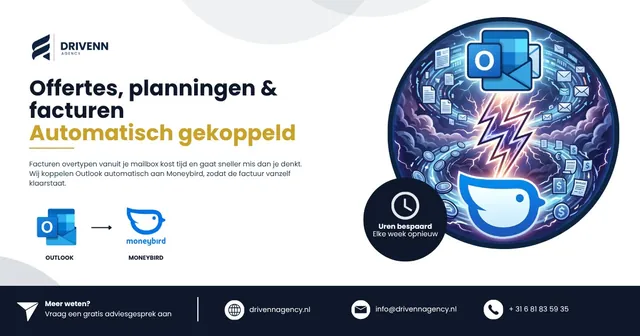 DRIVENN
AGENCY
Offertes, planningen &
facturen
Automatisch gekoppeld
Facturen overtypen vanuit je mailbox kost tijd en gaat sneller mis dan je denkt.
Wij koppelen Outlook automatisch aan Moneybird, zodat de factuur vanzelf
klaarstaat.
moneybird
OUTLOOK
MONEYBIRD
Uren bespaard
Elke week opnieuw
Meer weten?
Vraag een gratis adviesgesprek aan
drivennagency.nl
info@drivennagency.nl
+ 31 6 81 83 59 35